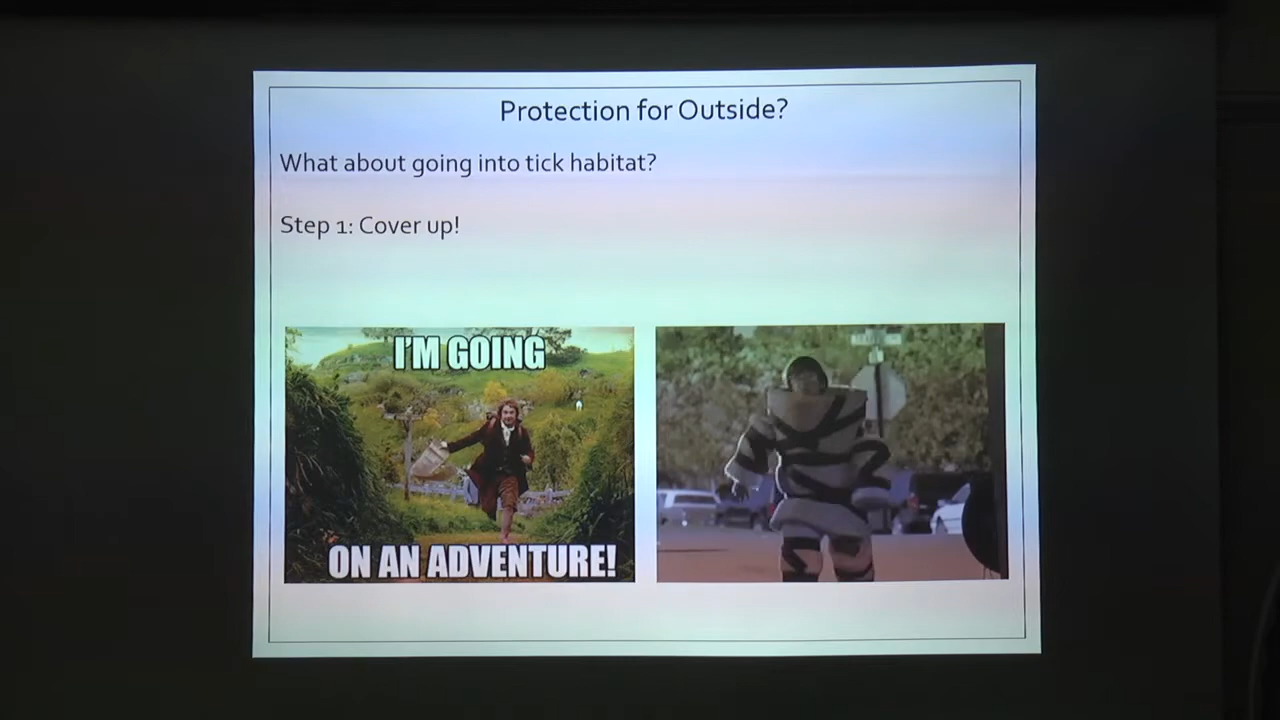 Protection for Outside?
What about going into tick habitat?
Step 1: Cover up!
I'M GOING
ON AN ADVENTURE!